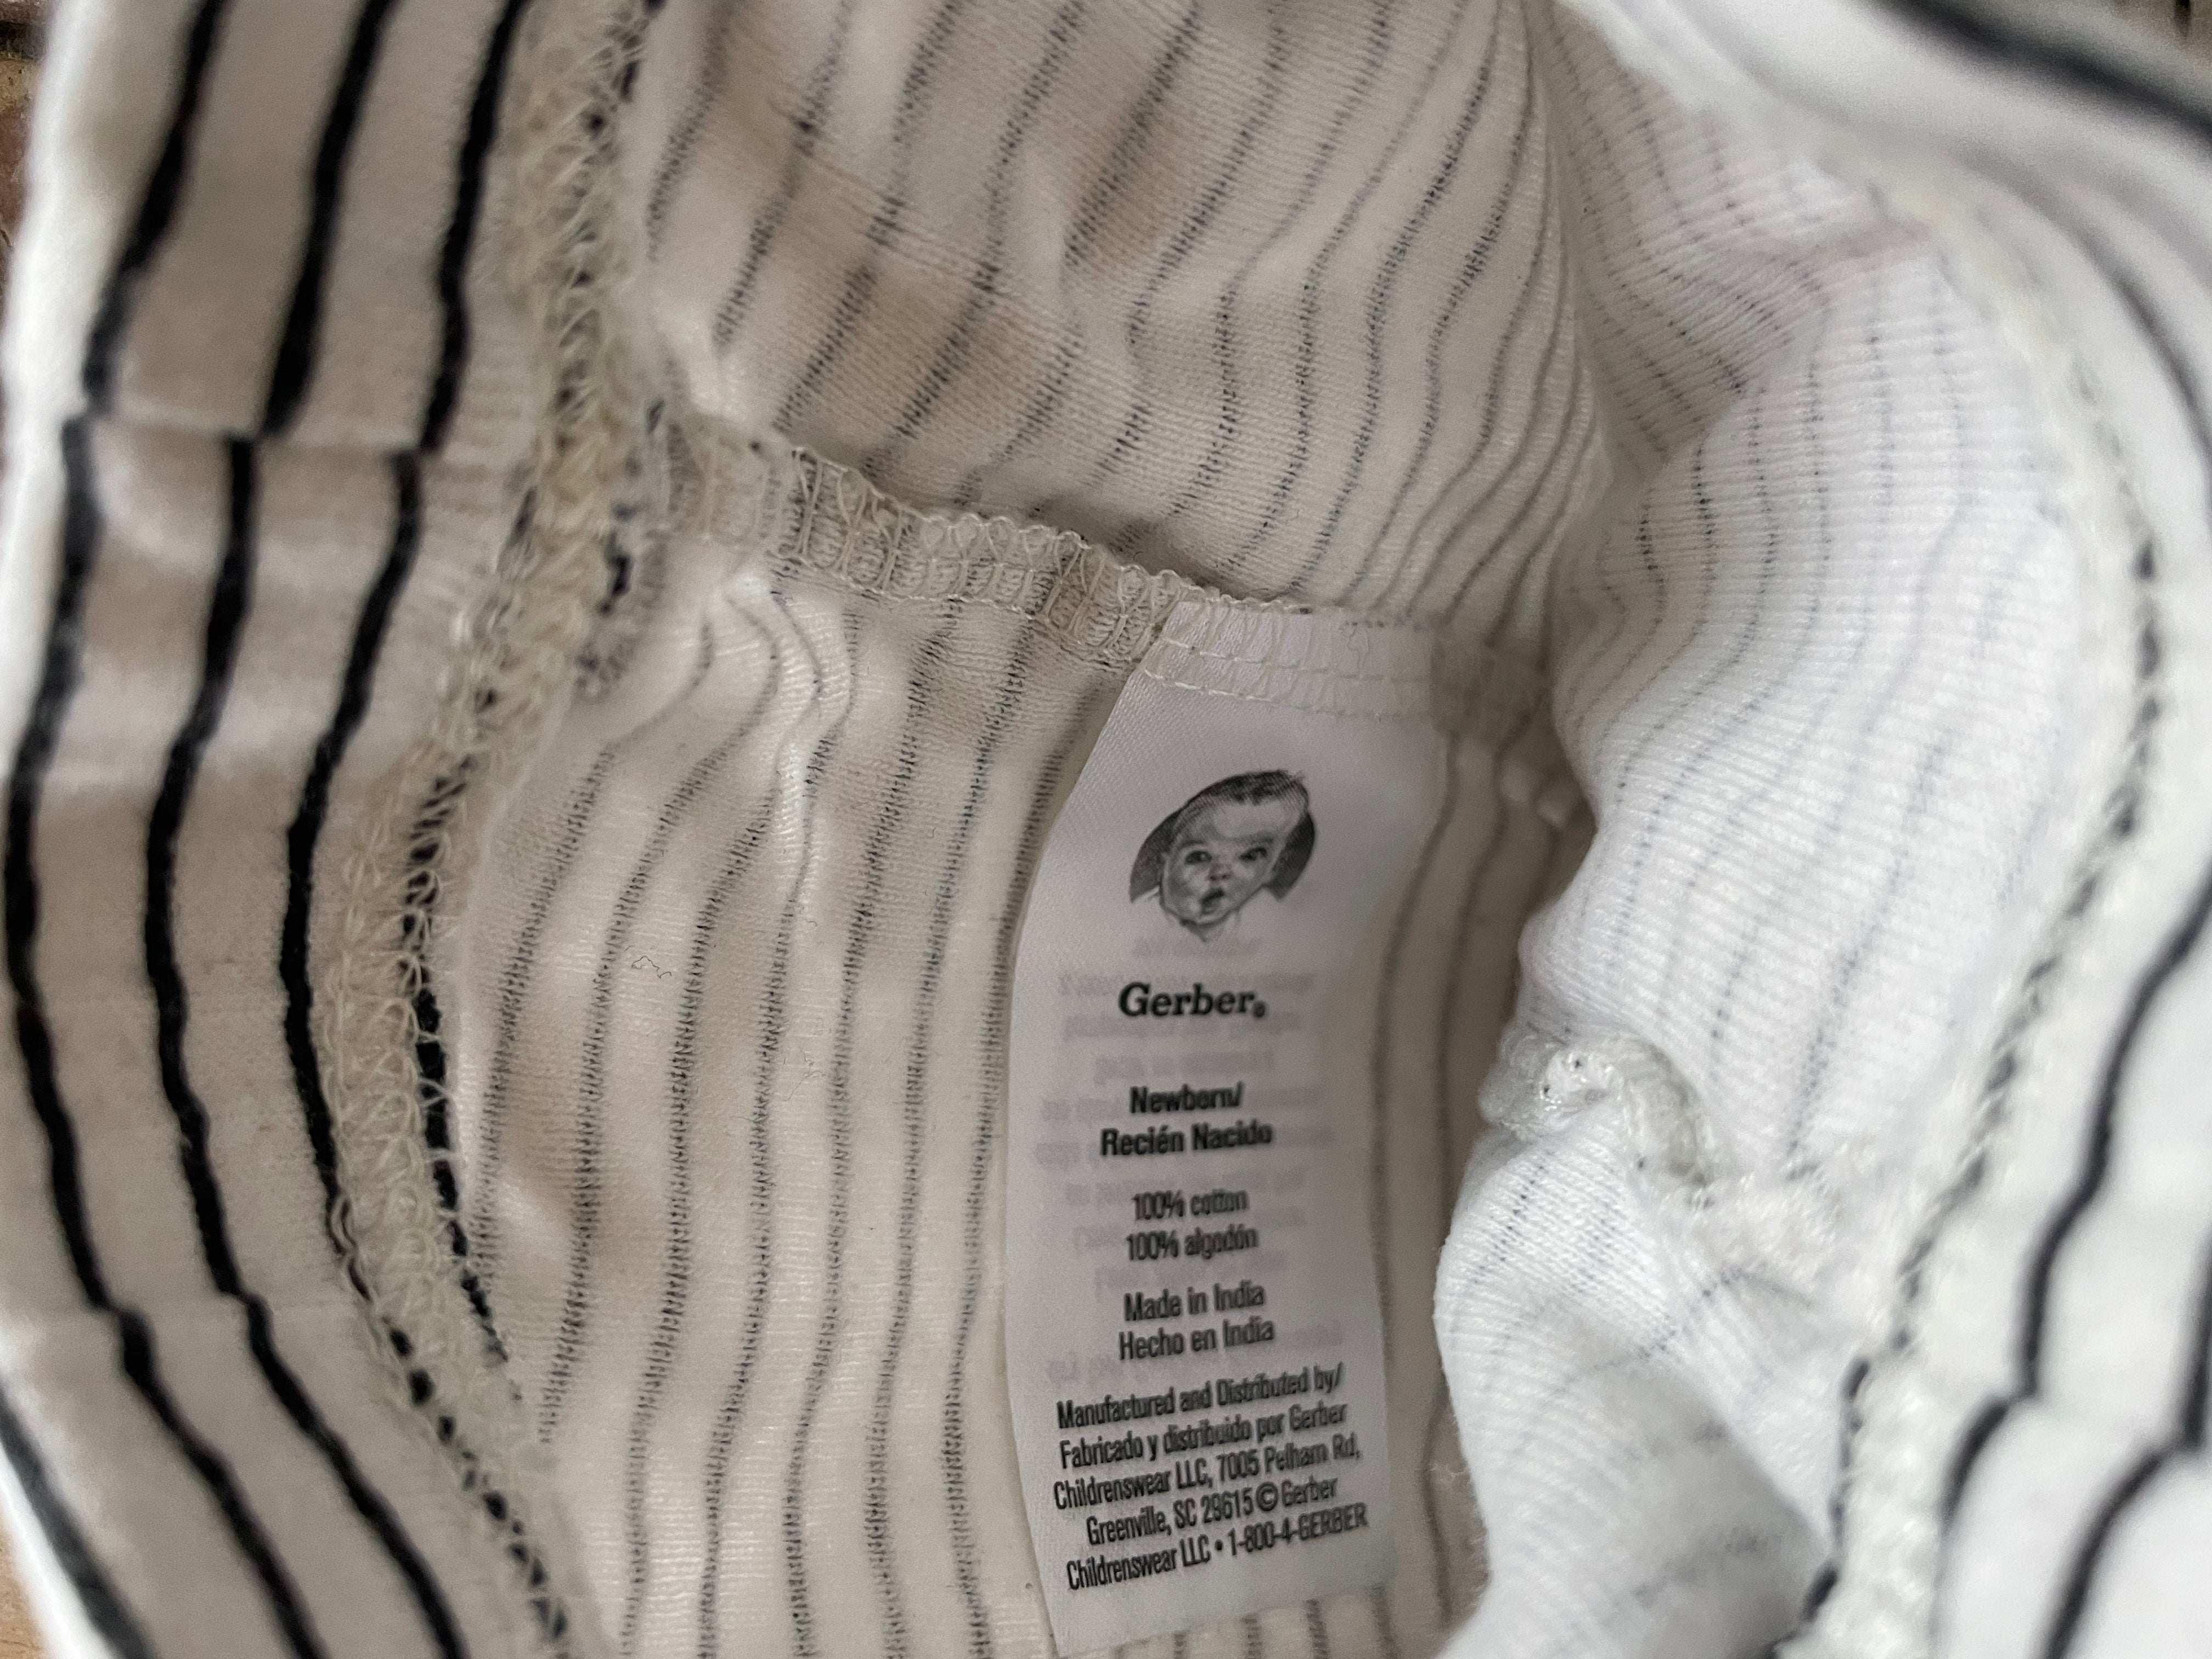 Gerber®
Newborn/
Recién Nacido
100% cotton
100% algodón
Made in India
Hecho en India
Manufactured and Distributed by/
Fabricado y distribuido por Gerber
Childrenswear LLC, 7005 Pelham Rd,
Greenville, SC 29615 © Gerber
Childrenswear LLC • 1-800-4-GERBER